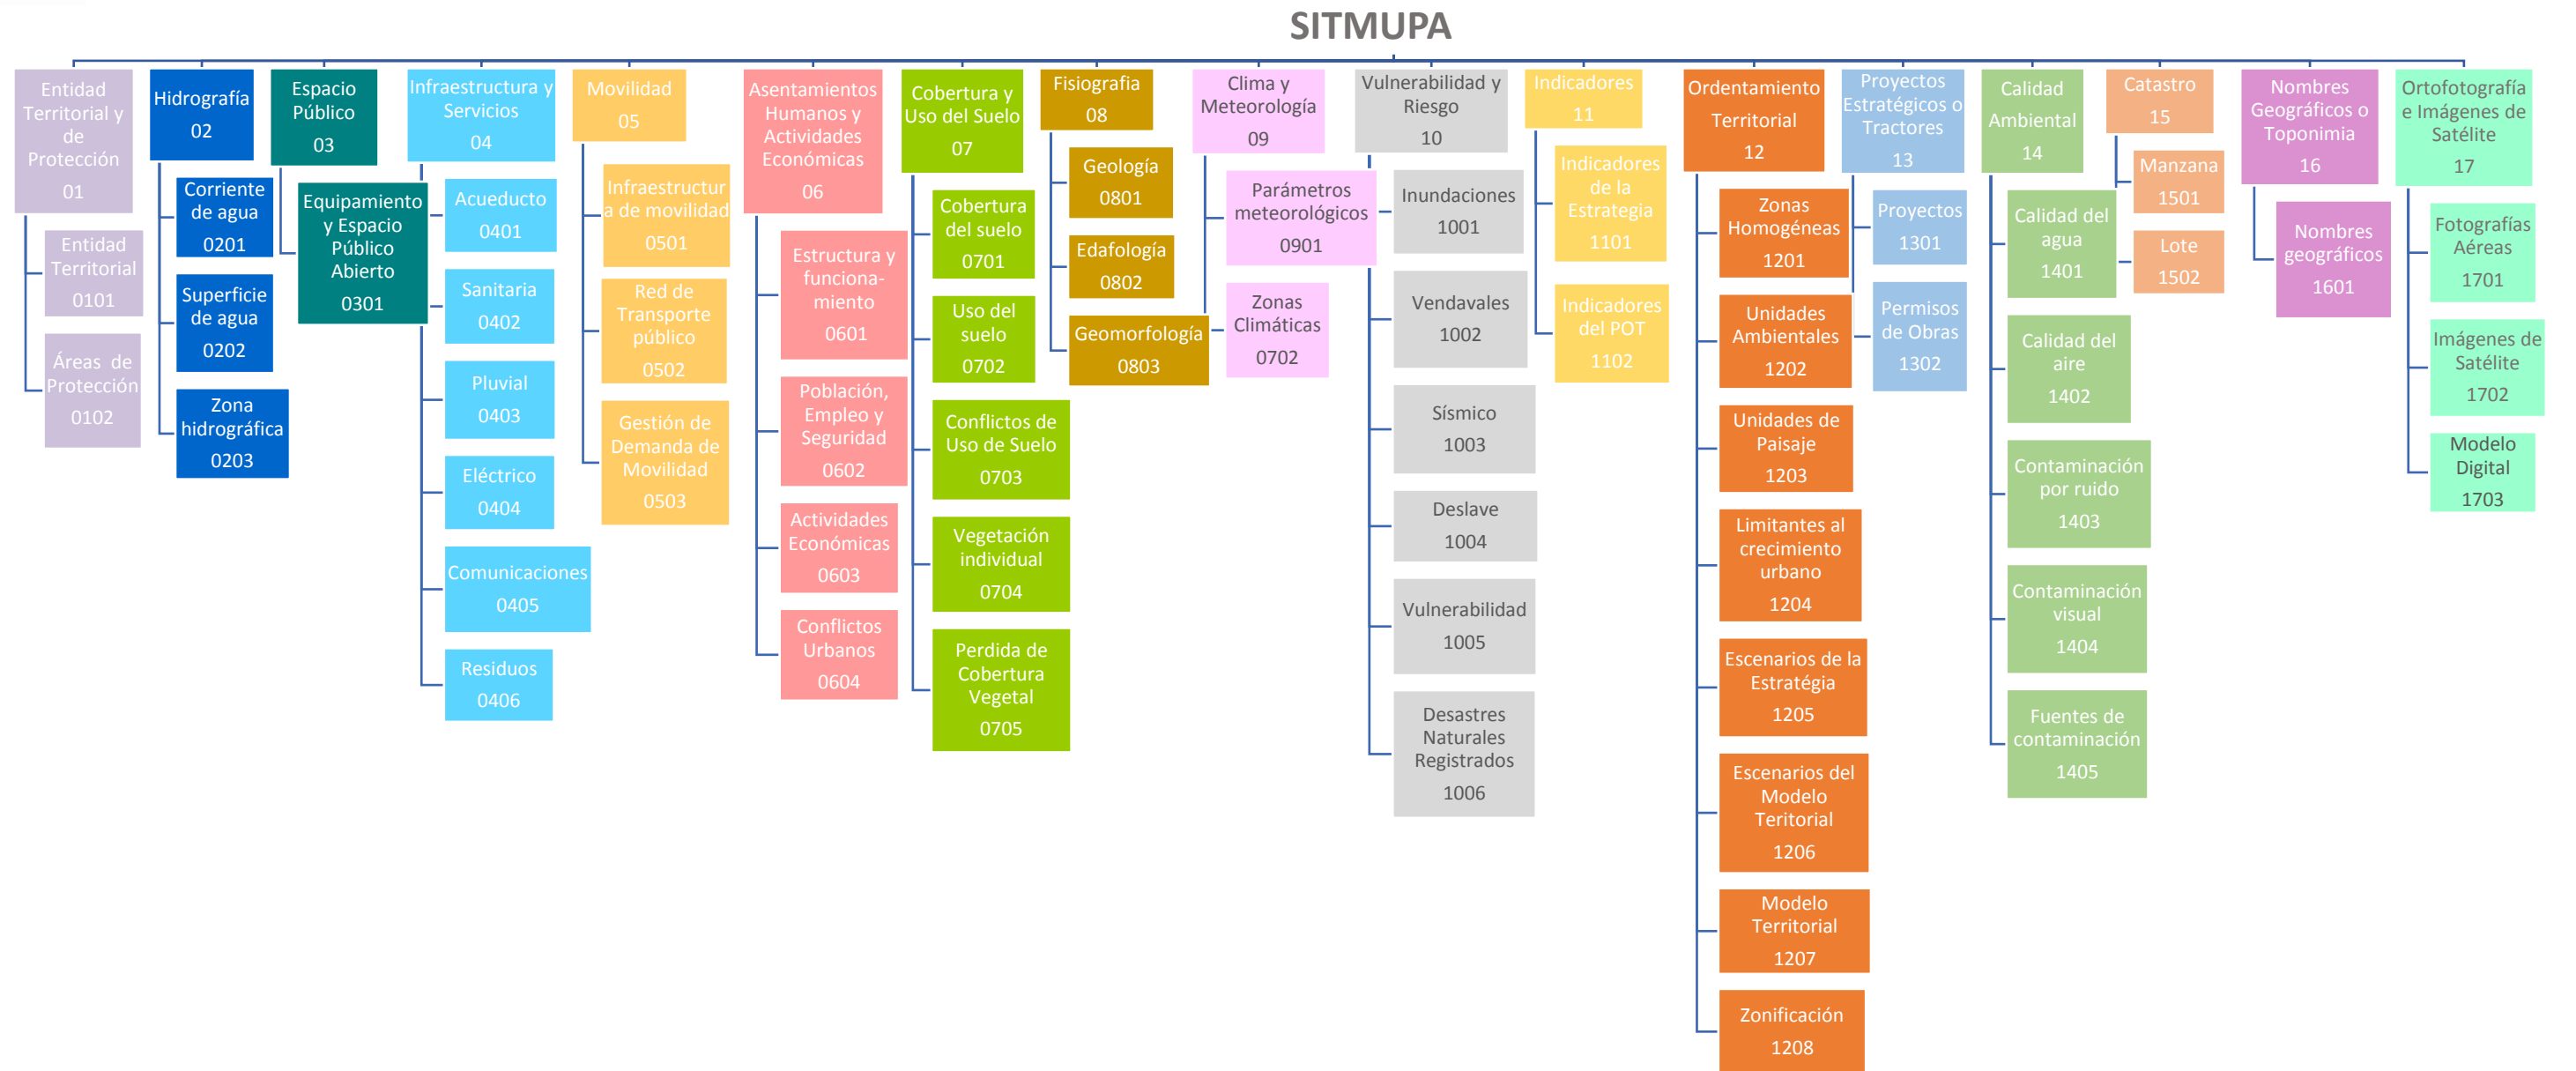 SITMUPA
Entidad
Territorial y
de
Protección
01
Entidad
Territorial
0101
Áreas de
Protección
0102
Hidrografía
02
Corriente
de agua
0201
Superficie
de agua
0202
Zona
hidrográfica
0203
Espacio
Público
03
Equipamiento
y Espacio
Público
Abierto
0301
Infraestructura y
Servicios
04
Acueducto
0401
Sanitaria
0402
Pluvial
0403
Eléctrico
0404
Comunicaciones
0405
Residuos
0406
Movilidad
05
Infraestructur
a de movilidad
0501
Red de
Transporte
público
0502
Gestión de
Demanda de
Movilidad
0503
Asentamientos
Humanos y
Actividades
Económicas
06
Estructura y
funciona-
miento
0601
Población,
Empleo y
Seguridad
0602
Actividades
Económicas
0603
Conflictos
Urbanos
0604
Cobertura y
Uso del Suelo
07
Cobertura
del suelo
0701
Uso del
suelo
0702
Conflictos de
Uso de Suelo
0703
Vegetación
individual
0704
Perdida de
Cobertura
Vegetal
0705
Fisiografia
08
Geología
0801
Edafología
0802
Geomorfología
0803
Clima y
Meteorología
09
Parámetros
meteorológicos
0901
Zonas
Climáticas
0702
Vulnerabilidad y
Riesgo
10
Inundaciones
1001
Vendavales
1002
Sísmico
1003
Deslave
1004
Vulnerabilidad
1005
Desastres
Naturales
Registrados
1006
Indicadores
11
Indicadores
de la
Estrategia
1101
Indicadores
del POT
1102
Ordentamiento
Territorial
12
Zonas
Homogéneas
1201
Unidades
Ambientales
1202
Unidades de
Paisaje
1203
Limitantes al
crecimiento
urbano
1204
Escenarios de la
Estratégia
1205
Escenarios del
Modelo
Teritorial
1206
Modelo
Territorial
1207
Zonificación
1208
Proyectos
Estratégicos o
Tractores
13
Proyectos
1301
Permisos
de Obras
1302
Calidad
Ambiental
14
Calidad del
agua
1401
Calidad del
aire
1402
Contaminación
por ruido
1403
Contaminación
visual
1404
Fuentes de
contaminación
1405
Catastro
15
Manzana
1501
Lote
1502
Nombres
Geográficos o
Toponimia
16
Nombres
geográficos
1601
Ortofotografía
e Imágenes de
Satélite
17
Fotografías
Aéreas
1701
Imágenes de
Satélite
1702
Modelo
Digital
1703